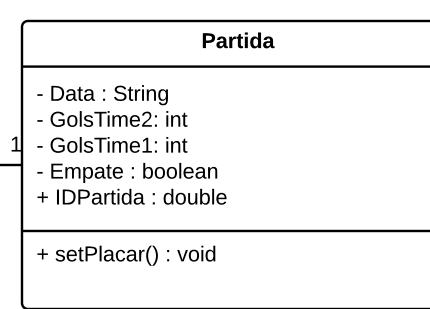 Partida
- Data : String
- GolsTime2: int
- GolsTime1: int
1
- Empate : boolean
+ IDPartida : double
+ setPlacar() : void